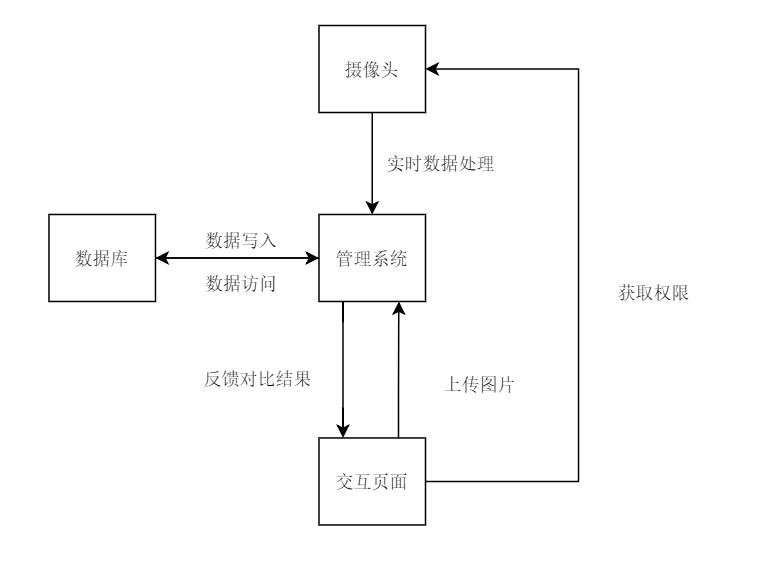 摄像头
实时数据处理
数据库
数据写入
数据访问
管理系统
获取权限
反馈对比结果
上传图片
交互页面